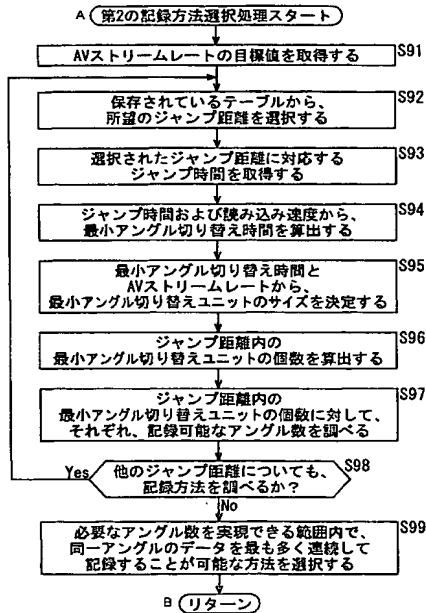 A 第2の記録方法選択処理スタート
AVストリームレートの目標値を取得する S91
保存されているテーブルから、 S92
所望のジャンプ距離を選択する
選択されたジャンプ距離に対応する S93
ジャンプ時間を取得する
ジャンプ時間および読み込み速度から、 S94
最小アングル切り替え時間を算出する
最小アングル切り替え時間と S95
AVストリームレートから、
最小アングル切り替えユニットのサイズを決定する
ジャンプ距離内の S96
最小アングル切り替えユニットの個数を算出する
ジャンプ距離内の S97
最小アングル切り替えユニットの個数に対して、
それぞれ、記録可能なアングル数を調べる
Yes 他のジャンプ距離についても、 S98
記録方法を調べるか?
No
必要なアングル数を実現できる範囲内で、 S99
同一アングルのデータを最も多く連続して
記録することが可能な方法を選択する
B リターン